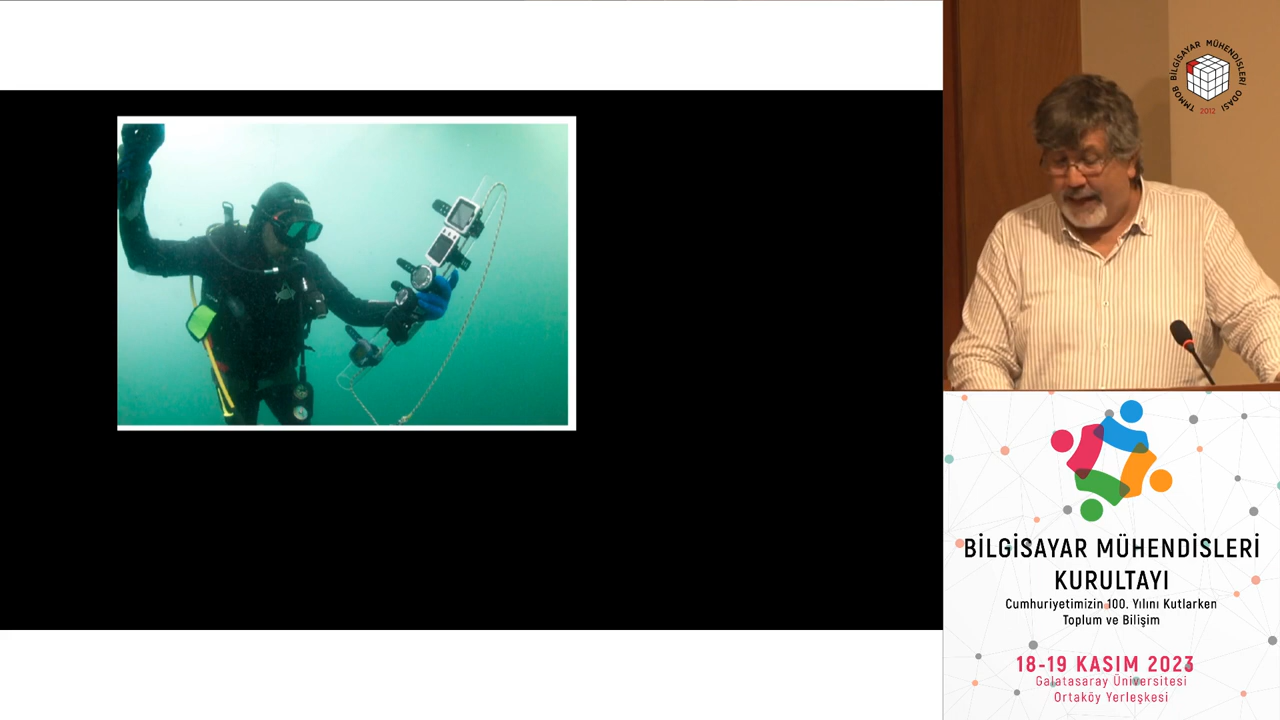 TMMOB BİLGİSAYAR MÜHENDİSLERİ ODASI
2012
BİLGİSAYAR MÜHENDİSLERİ
KURULTAYI
Cumhuriyetimizin 100. Yılını Kutlarken
Toplum ve Bilişim
18-19 KASIM 2023
Galatasaray Üniversitesi
Ortaköy Yerleşkesi